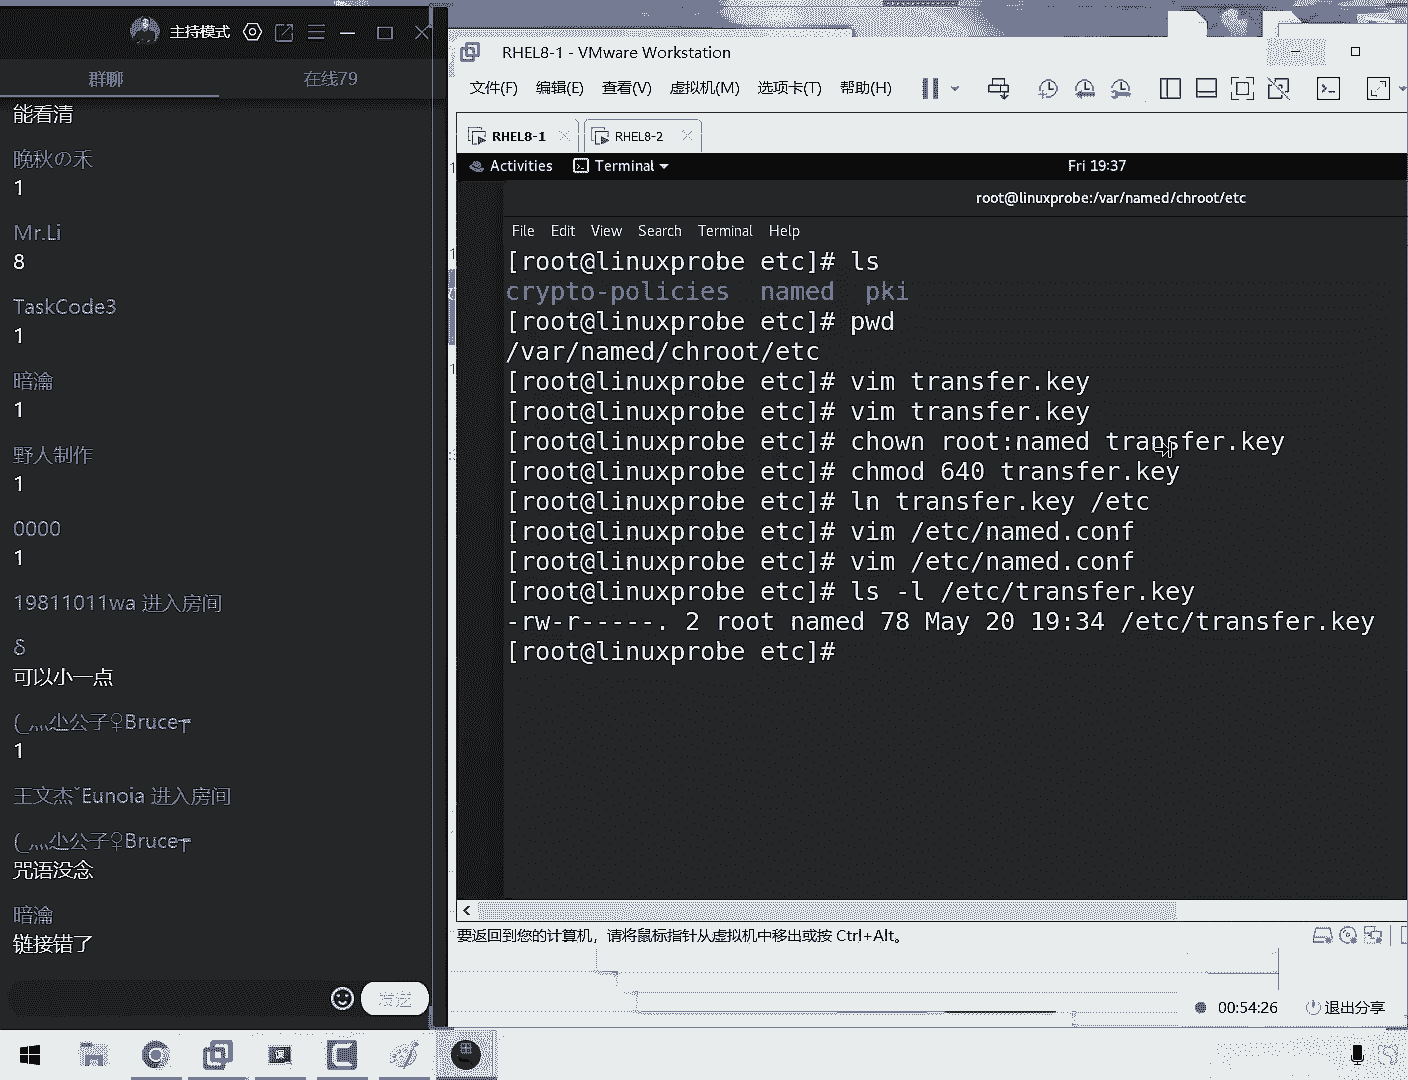 主持模式
群聊
在线79
能看清
晚秋の禾
1
Mr.Li
8
TaskCode3
1
暗瀹
1
野人制作
1
0000
1
19811011wa 进入房间
δ
可以小一点
公子♀Bruce
1
王文杰ˇEunoia 进入房间
公子♀Bruce
咒语没念
暗瀹
链接错了
发送
RHEL8-1 - VMware Workstation
文件(F) 编辑(E) 查看(V) 虚拟机(M) 选项卡(T) 帮助(H)
RHEL8-1
RHEL8-2
Activities
Terminal
Fri 19:37
root@linuxprobe:/var/named/chroot/etc
File Edit View Search Terminal Help
[root@linuxprobe etc]# ls
crypto-policies named pki
[root@linuxprobe etc]# pwd
/var/named/chroot/etc
[root@linuxprobe etc]# vim transfer.key
[root@linuxprobe etc]# vim transfer.key
[root@linuxprobe etc]# chown root:named transfer.key
[root@linuxprobe etc]# chmod 640 transfer.key
[root@linuxprobe etc]# ln transfer.key /etc
[root@linuxprobe etc]# vim /etc/named.conf
[root@linuxprobe etc]# vim /etc/named.conf
[root@linuxprobe etc]# ls -l /etc/transfer.key
-rw-r-----. 2 root named 78 May 20 19:34 /etc/transfer.key
[root@linuxprobe etc]#
要返回到您的计算机，请将鼠标指针从虚拟机中移出或按 Ctrl+Alt。
00:54:26
退出分享